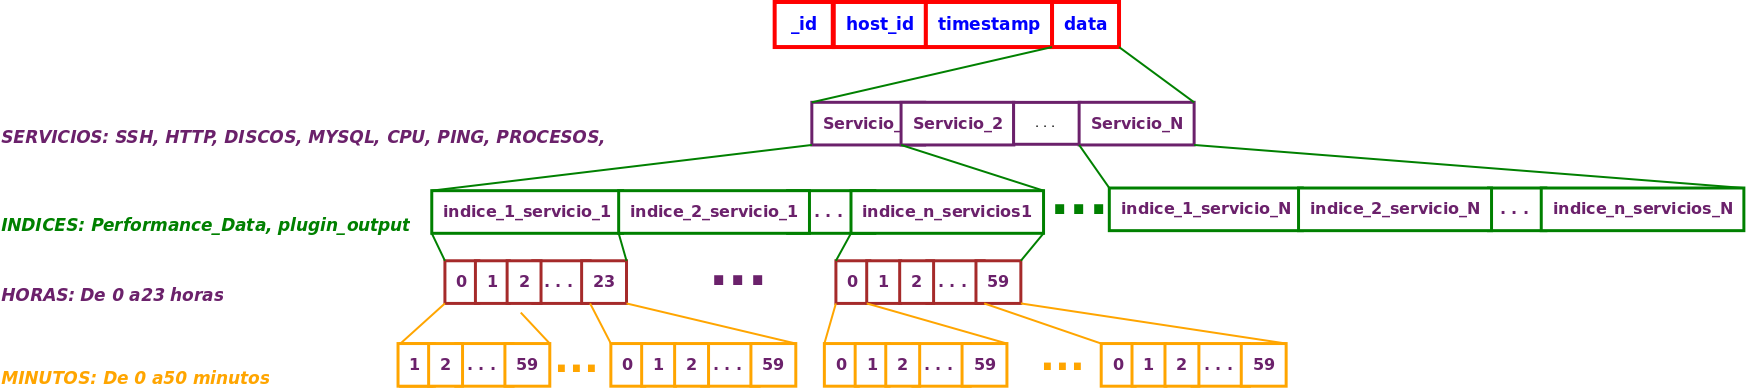 _id host_id timestamp data
SERVICIOS: SSH, HTTP, DISCOS, MYSQL, CPU, PING, PROCESOS, Servicio_ Servicio_2 ... Servicio_N
INDICES: Performance_Data, plugin_output indice_1_servicio_1 indice_2_servicio_1 ... indice_n_servicios1 ... indice_1_servicio_N indice_2_servicio_N ... indice_n_servicios_N
HORAS: De 0 a23 horas 0 1 2 ... 23 ... 0 1 2 ... 59
MINUTOS: De 0 a50 minutos 1 2 ... 59 ... 0 1 2 ... 59 0 1 2 ... 59 ... 0 1 2 ... 59